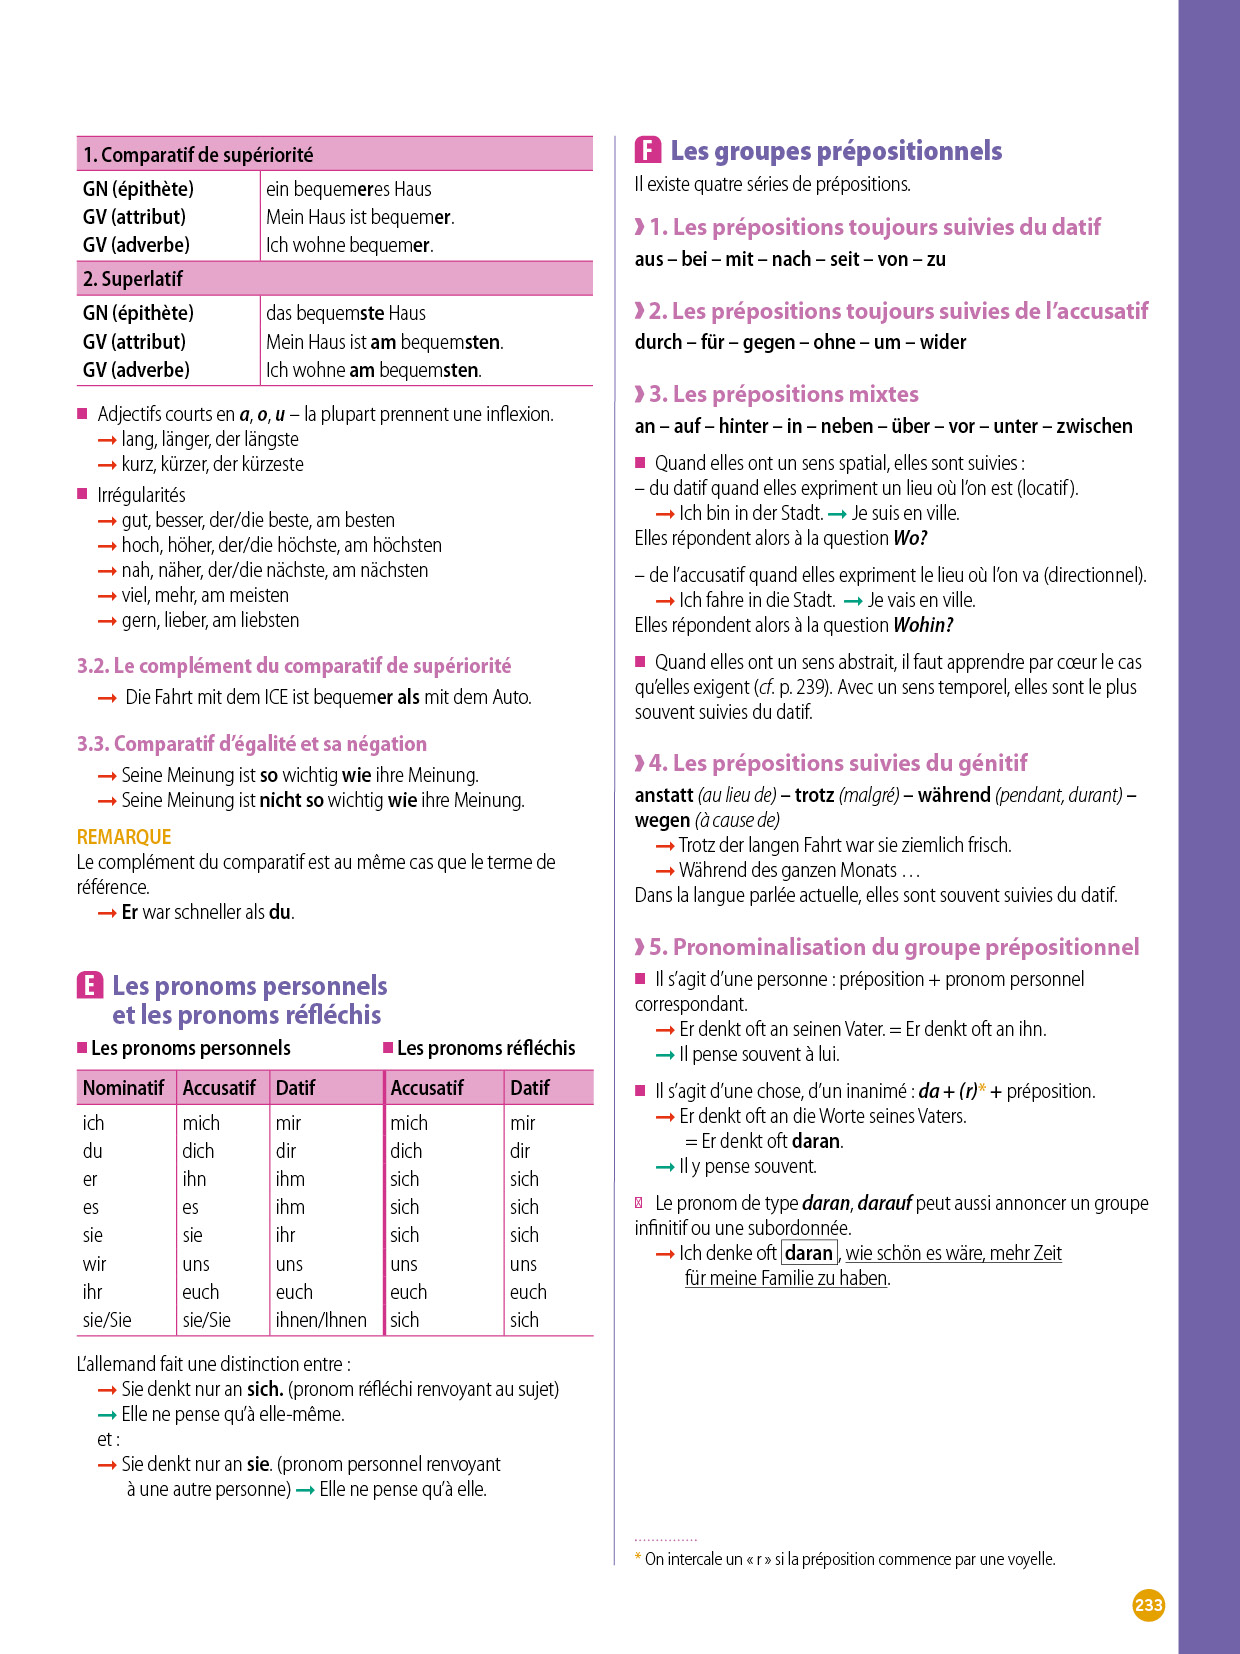 1. Comparatif de supériorité
GN (épithète) ein bequemeres Haus
GV (attribut) Mein Haus ist bequemer.
GV (adverbe) Ich wohne bequemer.
2. Superlatif
GN (épithète) das bequemste Haus
GV (attribut) Mein Haus ist am bequemsten.
GV (adverbe) Ich wohne am bequemsten.
■ Adjectifs courts en a, o, u – la plupart prennent une inflexion.
→ lang, länger, der längste
→ kurz, kürzer, der kürzeste
■ Irrégularités
→ gut, besser, der/die beste, am besten
→ hoch, höher, der/die höchste, am höchsten
→ nah, näher, der/die nächste, am nächsten
→ viel, mehr, am meisten
→ gern, lieber, am liebsten
3.2. Le complément du comparatif de supériorité
→ Die Fahrt mit dem ICE ist bequemer als mit dem Auto.
3.3. Comparatif d’égalité et sa négation
→ Seine Meinung ist so wichtig wie ihre Meinung.
→ Seine Meinung ist nicht so wichtig wie ihre Meinung.
REMARQUE
Le complément du comparatif est au même cas que le terme de
référence.
→ Er war schneller als du.
E Les pronoms personnels
et les pronoms réfléchis
■ Les pronoms personnels ■ Les pronoms réfléchis
Nominatif Accusatif Datif Accusatif Datif
ich mich mir mich mir
du dich dir dich dir
er ihn ihm sich sich
es es ihm sich sich
sie sie ihr sich sich
wir uns uns uns uns
ihr euch euch euch euch
sie/Sie sie/Sie ihnen/Ihnen sich sich
L’allemand fait une distinction entre :
→ Sie denkt nur an sich. (pronom réfléchi renvoyant au sujet)
→ Elle ne pense qu’à elle-même.
et :
→ Sie denkt nur an sie. (pronom personnel renvoyant
à une autre personne) → Elle ne pense qu’à elle.
F Les groupes prépositionnels
Il existe quatre séries de prépositions.
❱ 1. Les prépositions toujours suivies du datif
aus – bei – mit – nach – seit – von – zu
❱ 2. Les prépositions toujours suivies de l’accusatif
durch – für – gegen – ohne – um – wider
❱ 3. Les prépositions mixtes
an – auf – hinter – in – neben – über – vor – unter – zwischen
■ Quand elles ont un sens spatial, elles sont suivies :
– du datif quand elles expriment un lieu où l’on est (locatif).
→ Ich bin in der Stadt. → Je suis en ville.
Elles répondent alors à la question Wo?
– de l’accusatif quand elles expriment le lieu où l’on va (directionnel).
→ Ich fahre in die Stadt. → Je vais en ville.
Elles répondent alors à la question Wohin?
■ Quand elles ont un sens abstrait, il faut apprendre par cœur le cas
qu’elles exigent (cf. p. 239). Avec un sens temporel, elles sont le plus
souvent suivies du datif.
❱ 4. Les prépositions suivies du génitif
anstatt (au lieu de) – trotz (malgré) – während (pendant, durant) –
wegen (à cause de)
→ Trotz der langen Fahrt war sie ziemlich frisch.
→ Während des ganzen Monats …
Dans la langue parlée actuelle, elles sont souvent suivies du datif.
❱ 5. Pronominalisation du groupe prépositionnel
■ Il s’agit d’une personne : préposition + pronom personnel
correspondant.
→ Er denkt oft an seinen Vater. = Er denkt oft an ihn.
→ Il pense souvent à lui.
■ Il s’agit d’une chose, d’un inanimé : da + (r)* + préposition.
→ Er denkt oft an die Worte seines Vaters.
= Er denkt oft daran.
→ Il y pense souvent.
Le pronom de type daran, darauf peut aussi annoncer un groupe
infinitif ou une subordonnée.
→ Ich denke oft daran, wie schön es wäre, mehr Zeit
für meine Familie zu haben.
* On intercale un « r » si la préposition commence par une voyelle.
233